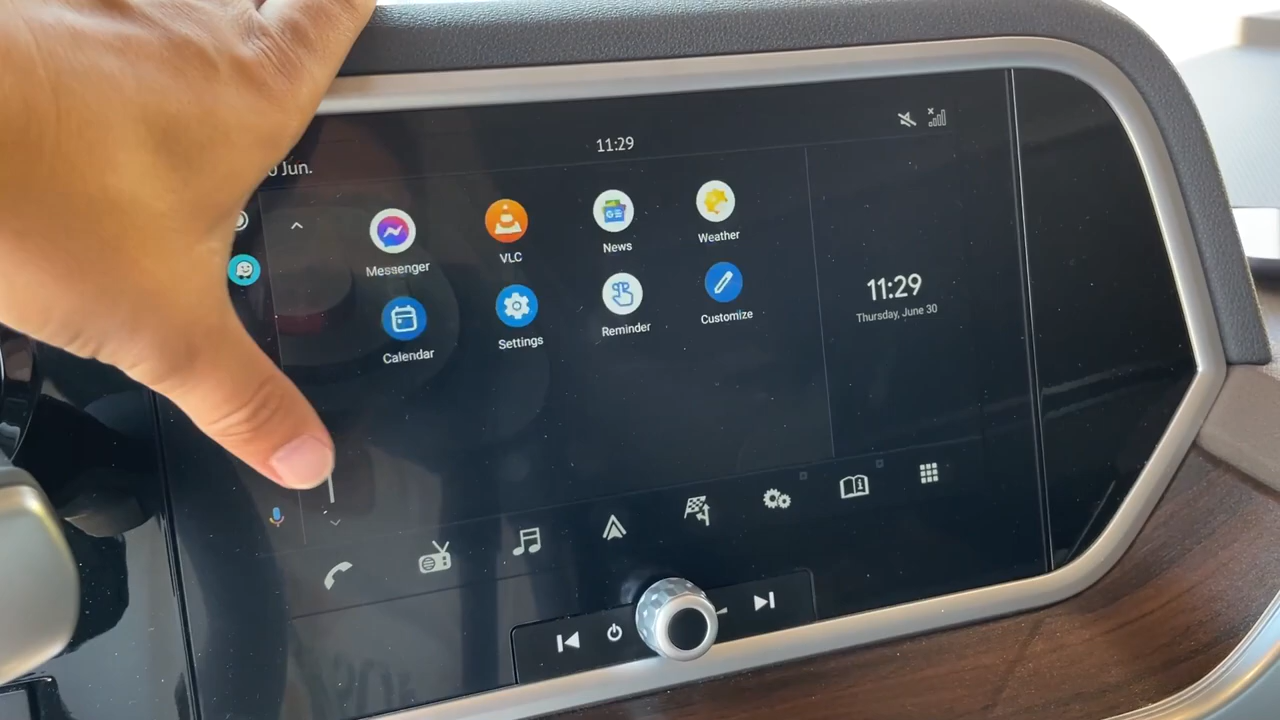 11:29
Jun.
Messenger
VLC
News
Weather
Calendar
Settings
Reminder
Customize
11:29
Thursday, June 30